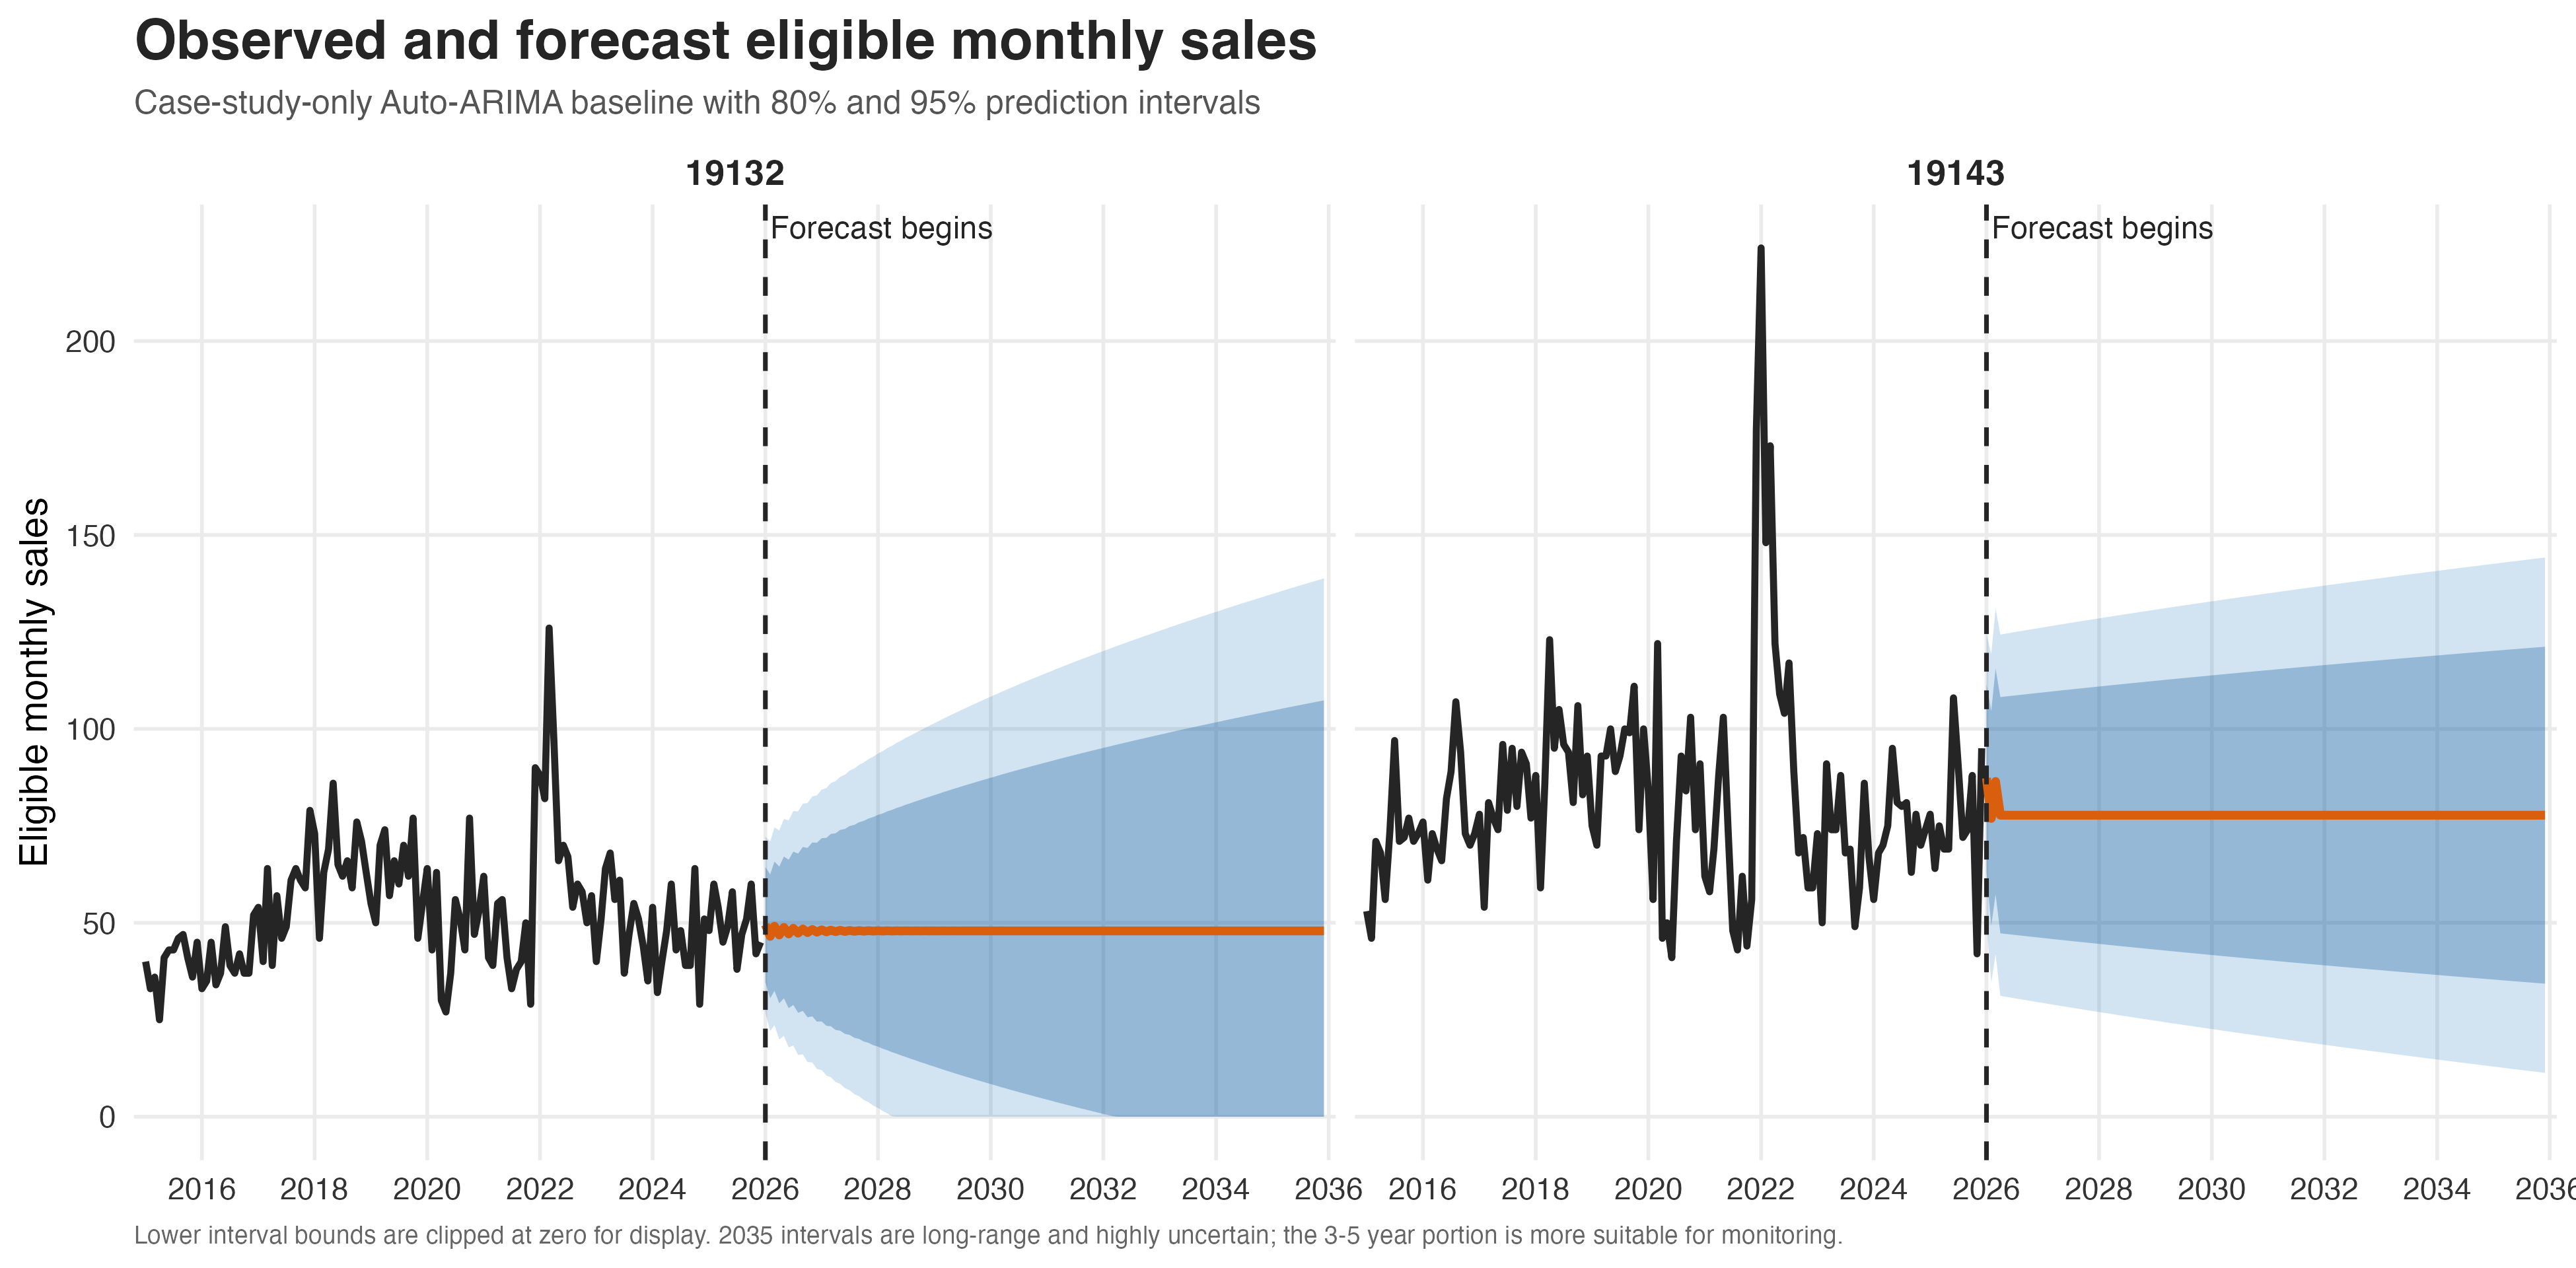 Observed and forecast eligible monthly sales
Case-study-only Auto-ARIMA baseline with 80% and 95% prediction intervals
19132
19143
Forecast begins
Forecast begins
Eligible monthly sales
200
150
100
50
0
2016 2018 2020 2022 2024 2026 2028 2030 2032 2034 2036
2016 2018 2020 2022 2024 2026 2028 2030 2032 2034 2036
Lower interval bounds are clipped at zero for display. 2035 intervals are long-range and highly uncertain; the 3-5 year portion is more suitable for monitoring.